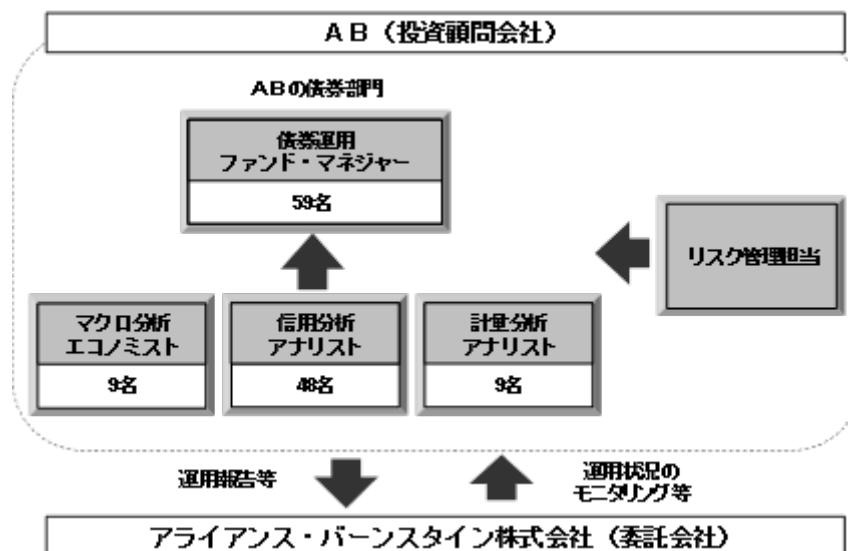 AB（投資顧問会社）
ABの債券部門
債券運用
ファンド・マネジャー
59名
リスク管理担当
マクロ分析
エコノミスト
9名
信用分析
アナリスト
48名
計量分析
アナリスト
9名
運用報告等
運用状況の
モニタリング等
アライアンス・バーンスタイン株式会社（委託会社）